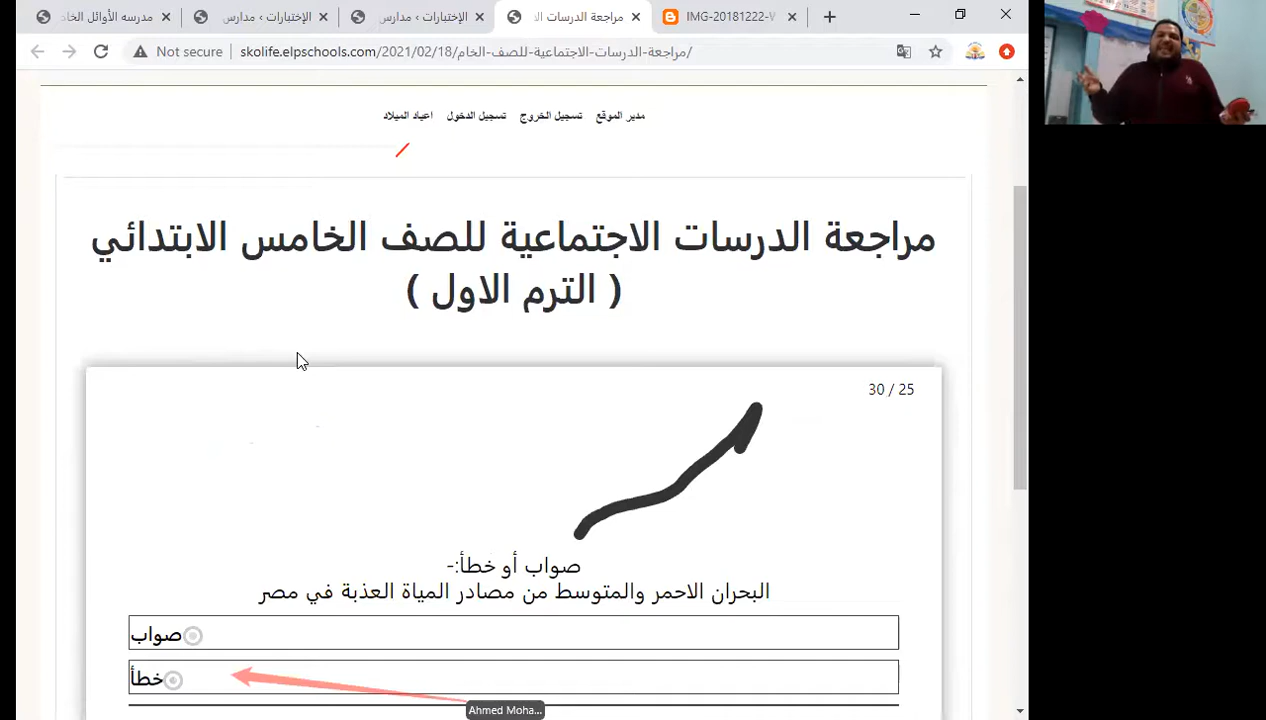 مدرسه الأوائل الخا
الإختبارات › مدارس
الإختبارات › مدارس
مراجعة الدرسات الا
IMG-20181222-W
Not secure
skolife.elpschools.com/2021/02/18/مراجعة-الدرسات-الاجتماعية-للصف-الخام/
مدير الموقع تسجيل الخروج تسجيل الدخول اعياد الميلاد
مراجعة الدرسات الاجتماعية للصف الخامس الابتدائي
( الترم الاول )
30 / 25
صواب أو خطأ:-
البحران الاحمر والمتوسط من مصادر المياة العذبة في مصر
صواب
خطأ
Ahmed Moha...